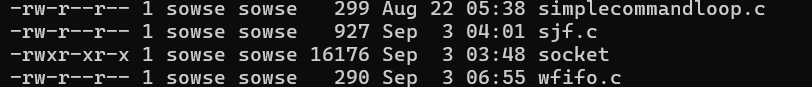 -rw-r--r-- 1 sowse sowse   299 Aug 22 05:38 simplecommandloop.c
-rw-r--r-- 1 sowse sowse   927 Sep  3 04:01 sjf.c
-rwxr-xr-x 1 sowse sowse 16176 Sep  3 03:48 socket
-rw-r--r-- 1 sowse sowse   290 Sep  3 06:55 wfifo.c